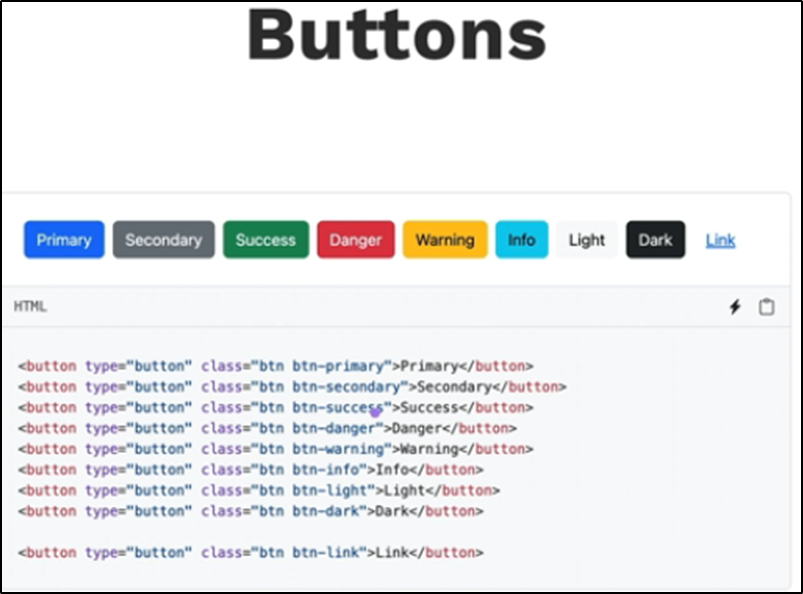 Buttons
Primary Secondary Success Danger Warning Info Light Dark Link
HTML
<button type="button" class="btn btn-primary">Primary</button>
<button type="button" class="btn btn-secondary">Secondary</button>
<button type="button" class="btn btn-success">Success</button>
<button type="button" class="btn btn-danger">Danger</button>
<button type="button" class="btn btn-warning">Warning</button>
<button type="button" class="btn btn-info">Info</button>
<button type="button" class="btn btn-light">Light</button>
<button type="button" class="btn btn-dark">Dark</button>
<button type="button" class="btn btn-link">Link</button>